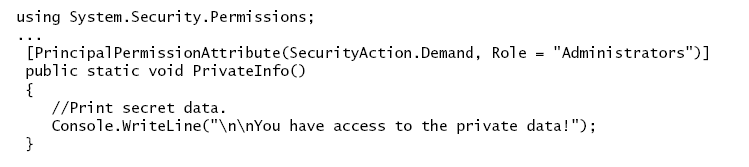 using System.Security.Permissions;
...
[PrincipalPermissionAttribute(SecurityAction.Demand, Role = "Administrators")]
public static void PrivateInfo()
{
//Print secret data.
Console.WriteLine("\n\nYou have access to the private data!");
}